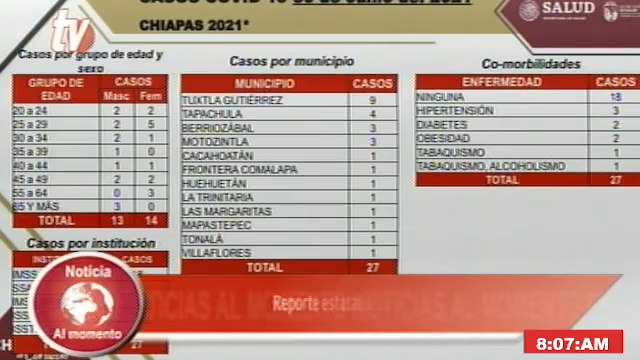 CHIAPAS 2021*
SALUD
tv
Casos por grupo de edad y sexo
GRUPO DE EDAD CASOS
Masc Fem
20 a 24 2 2
25 a 29 2 5
30 a 34 2 1
35 a 39 1 0
40 a 44 1 1
45 a 49 2 2
55 a 64 0 3
65 Y MÁS 3 0
TOTAL 13 14
Casos por municipio
MUNICIPIO CASOS
TUXTLA GUTIÉRREZ 9
TAPACHULA 4
BERRIOZÁBAL 3
MOTOZINTLA 3
CACAHOATÁN 1
FRONTERA COMALAPA 1
HUEHUETÁN 1
LA TRINITARIA 1
LAS MARGARITAS 1
MAPASTEPEC 1
TONALÁ 1
VILLAFLORES 1
TOTAL 27
Co-morbilidades
ENFERMEDAD CASOS
NINGUNA 18
HIPERTENSIÓN 3
DIABETES 2
OBESIDAD 2
TABAQUISMO 1
TABAQUISMO, ALCOHOLISMO 1
TOTAL 27
Casos por institución
CASOS
Noticia
Al momento
Reporte estatal
27
8:07:AM